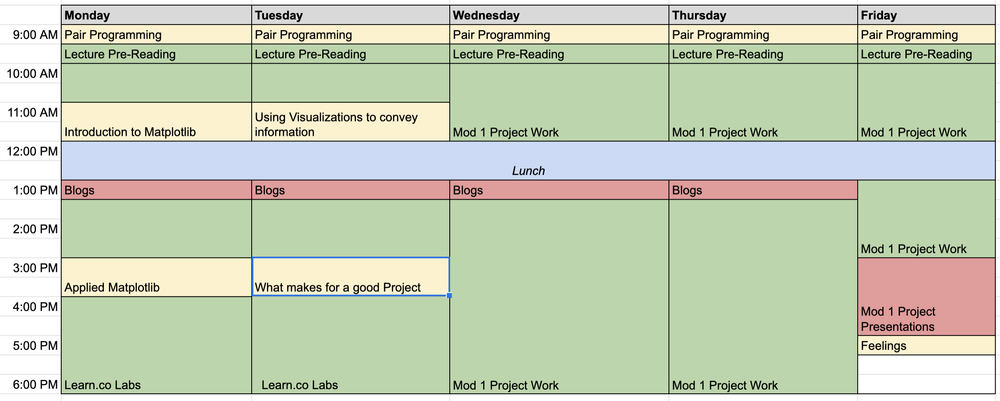 Monday Tuesday Wednesday Thursday Friday
9:00 AM Pair Programming Pair Programming Pair Programming Pair Programming Pair Programming
Lecture Pre-Reading Lecture Pre-Reading Lecture Pre-Reading Lecture Pre-Reading Lecture Pre-Reading
10:00 AM
11:00 AM
Using Visualizations to convey
Introduction to Matplotlib information Mod 1 Project Work Mod 1 Project Work Mod 1 Project Work
12:00 PM
Lunch
1:00 PM Blogs Blogs Blogs Blogs
2:00 PM
Mod 1 Project Work
3:00 PM
Applied Matplotlib What makes for a good Project
4:00 PM Mod 1 Project
Presentations
5:00 PM Feelings
6:00 PM Learn.co Labs Learn.co Labs Mod 1 Project Work Mod 1 Project Work